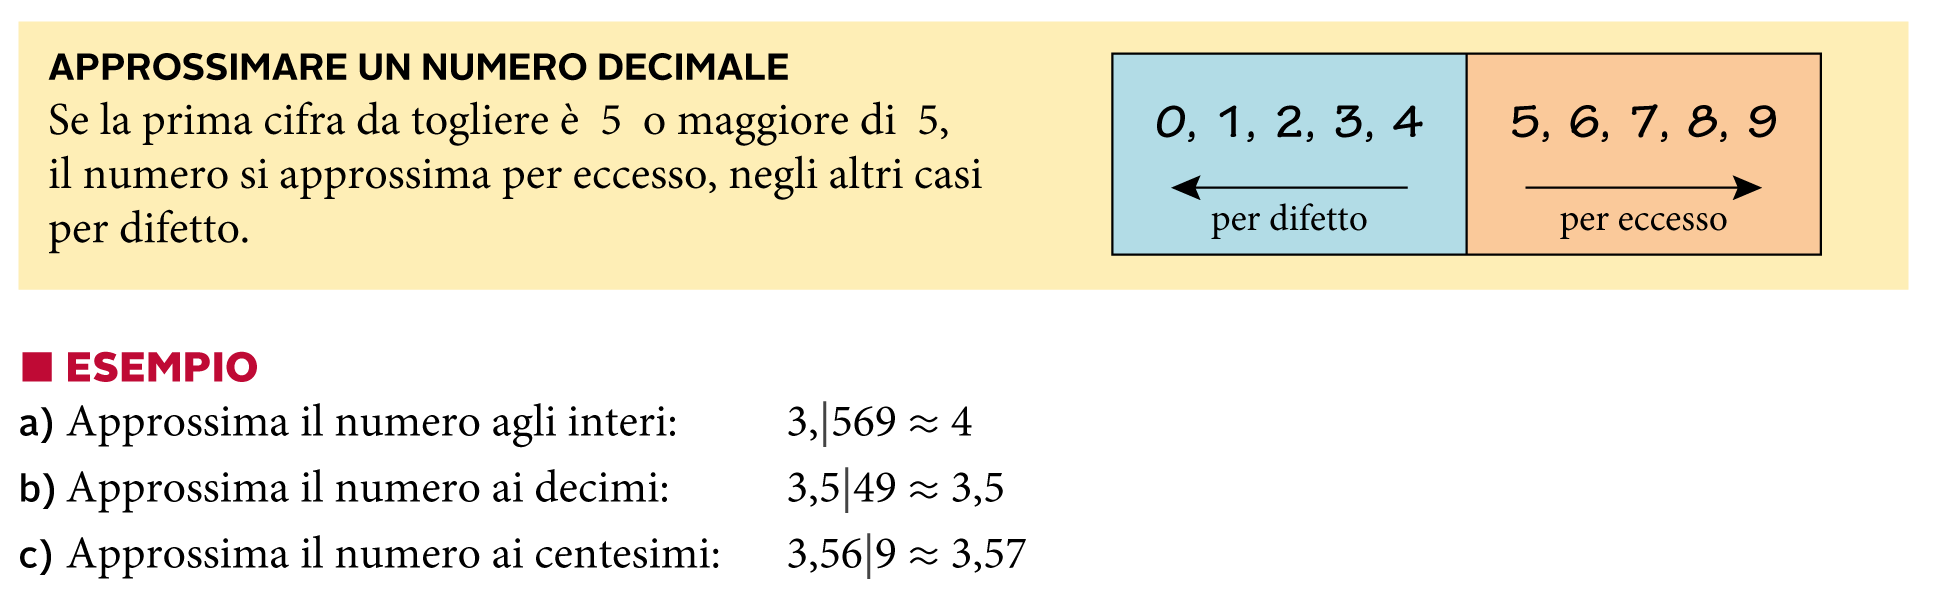 APPROSSIMARE UN NUMERO DECIMALE
Se la prima cifra da togliere è 5 o maggiore di 5,
il numero si approssima per eccesso, negli altri casi
per difetto.
0, 1, 2, 3, 4
per difetto
5, 6, 7, 8, 9
per eccesso
ESEMPIO
a) Approssima il numero agli interi: 3,|569 ≈ 4
b) Approssima il numero ai decimi: 3,5|49 ≈ 3,5
c) Approssima il numero ai centesimi: 3,56|9 ≈ 3,57